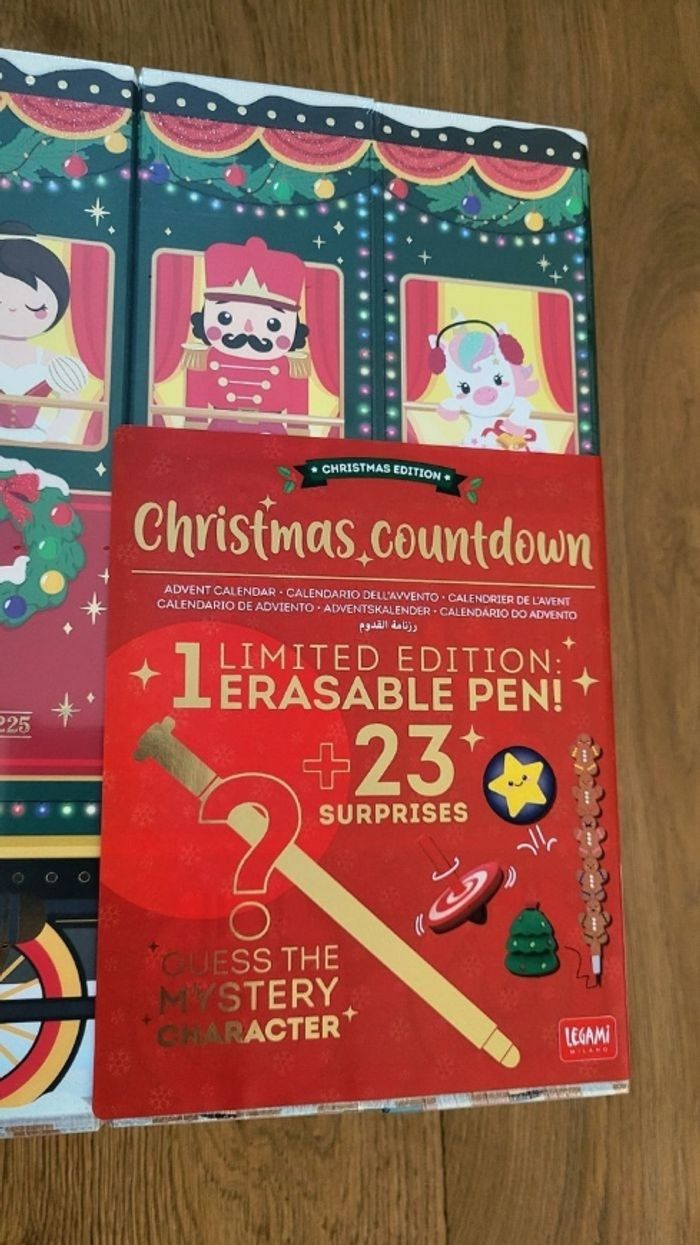 CHRISTMAS EDITION
Christmas countdown
ADVENT CALENDAR • CALENDARIO DELL'AVVENTO • CALENDRIER DE L'AVENT
CALENDARIO DE ADVIENTO • ADVENTSKALENDER • CALENDÁRIO DO ADVENTO
رزنامة القدوم
1 LIMITED EDITION:
ERASABLE PEN!
+23
SURPRISES
225
?
GUESS THE
MYSTERY
CHARACTER
LEGAMI
MILANO